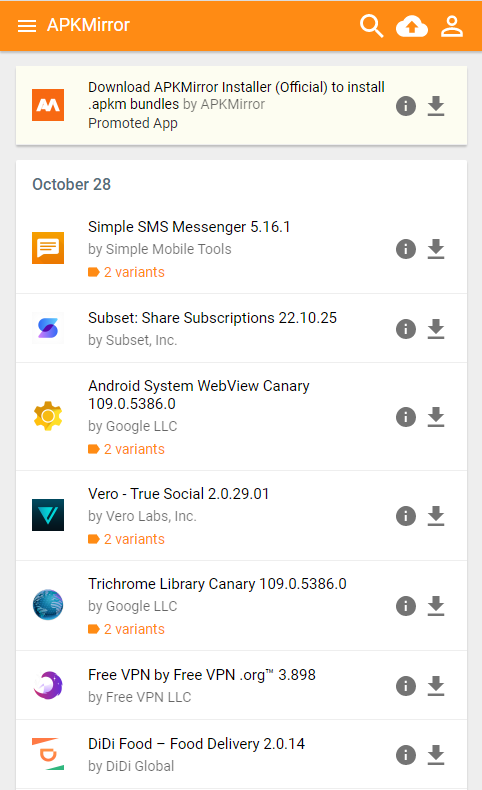 APKMirror
Download APKMirror Installer (Official) to install
.apkm bundles by APKMirror
Promoted App
October 28
Simple SMS Messenger 5.16.1
by Simple Mobile Tools
2 variants
Subset: Share Subscriptions 22.10.25
by Subset, Inc.
Android System WebView Canary
109.0.5386.0
by Google LLC
2 variants
Vero - True Social 2.0.29.01
by Vero Labs, Inc.
2 variants
Trichrome Library Canary 109.0.5386.0
by Google LLC
2 variants
Free VPN by Free VPN .org™ 3.898
by Free VPN LLC
DiDi Food – Food Delivery 2.0.14
by DiDi Global